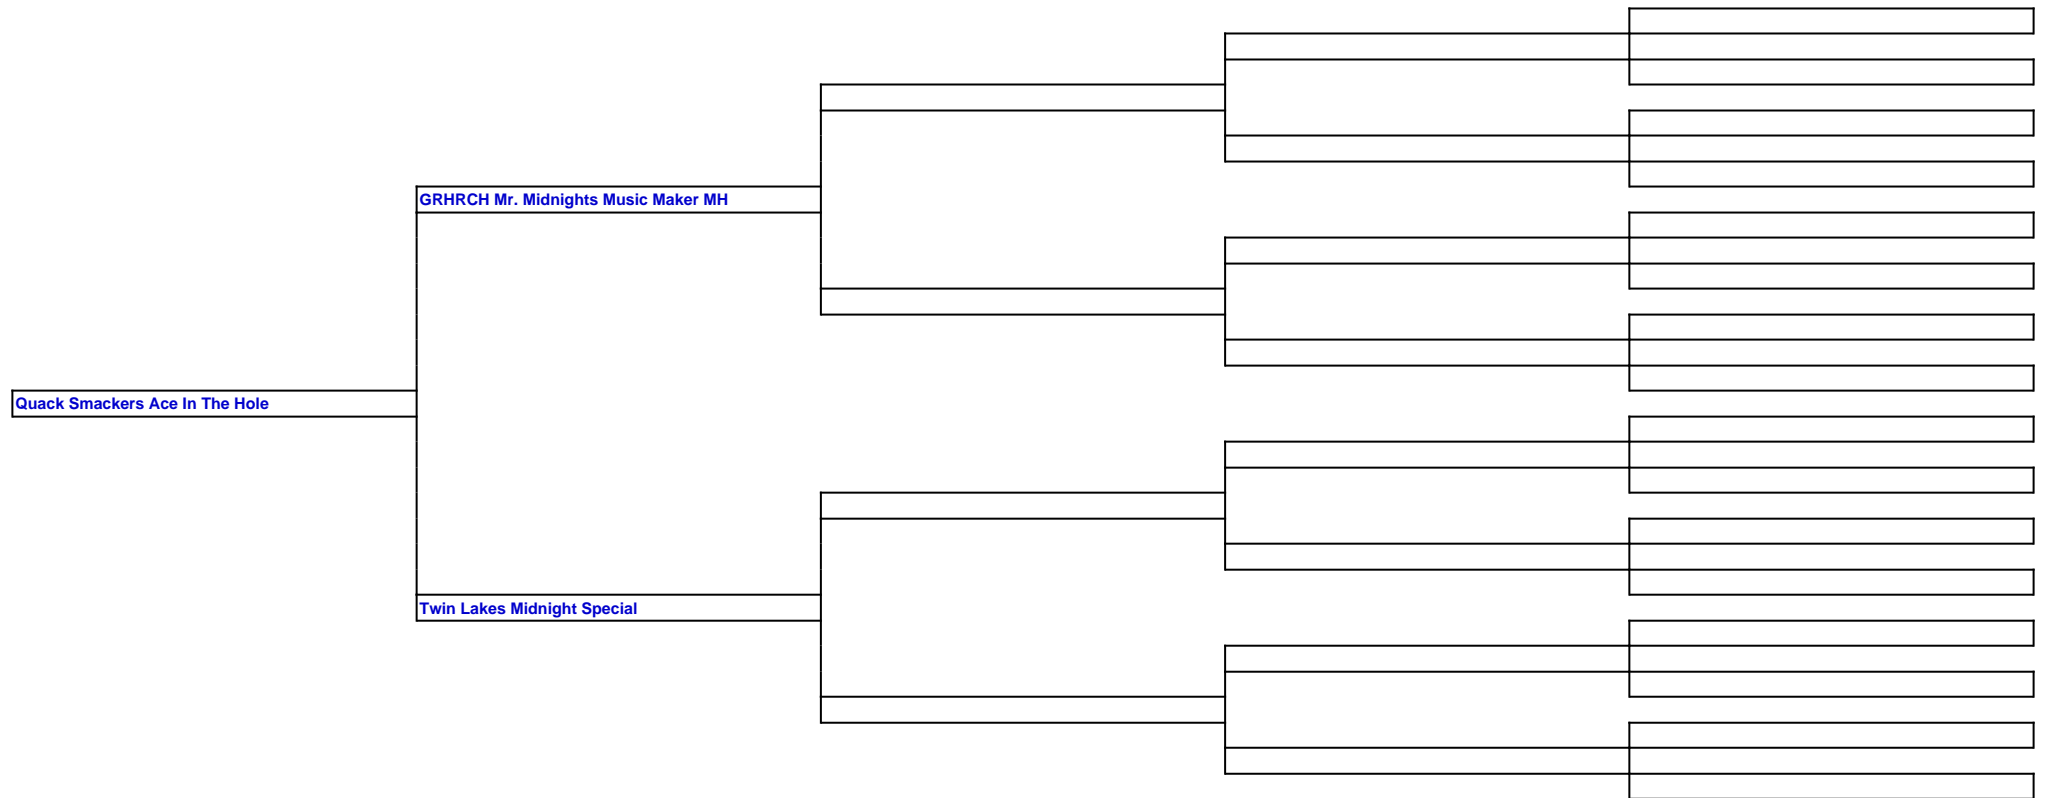 GRHRCH Mr. Midnights Music Maker MH
Quack Smackers Ace In The Hole
Twin Lakes Midnight Special